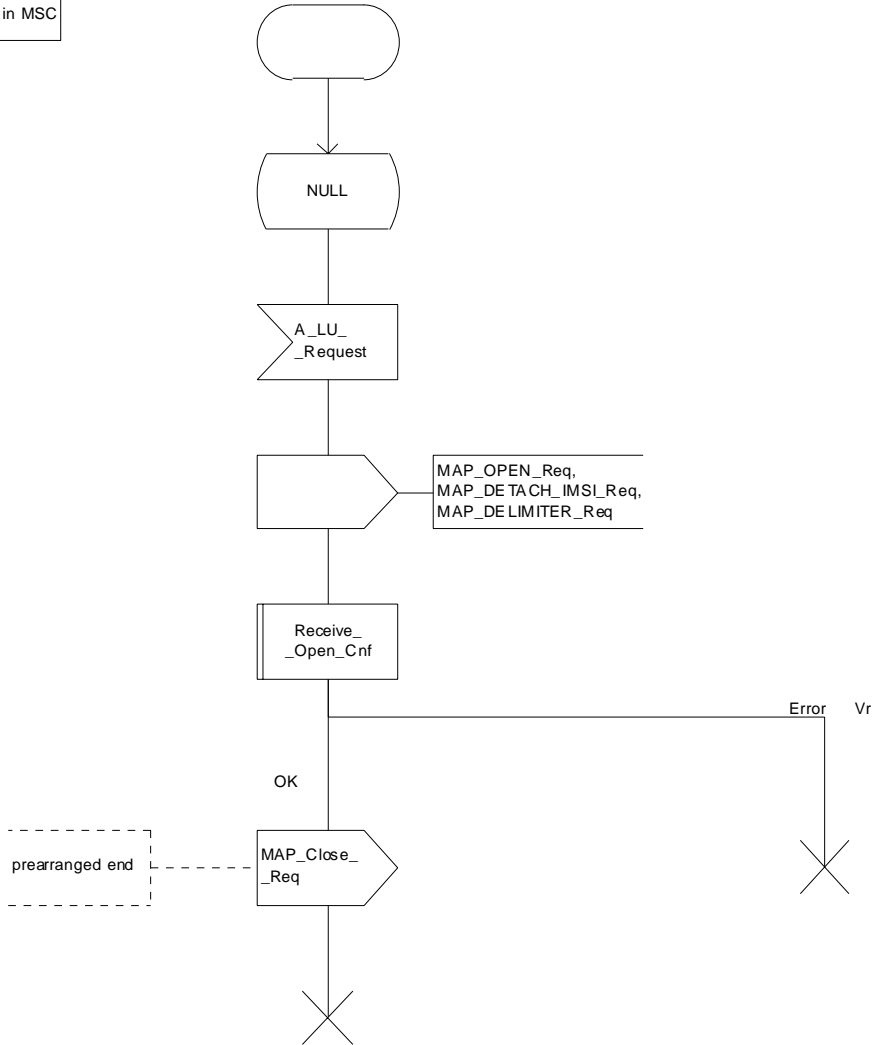 in MSC
NULL
A_LU_
_Request
MAP_OPEN_Req,
MAP_DETACH_IMSI_Req,
MAP_DELIMITER_Req
Receive_
_Open_Cnf
Error Vr
OK
prearranged end
MAP_Close_
_Req